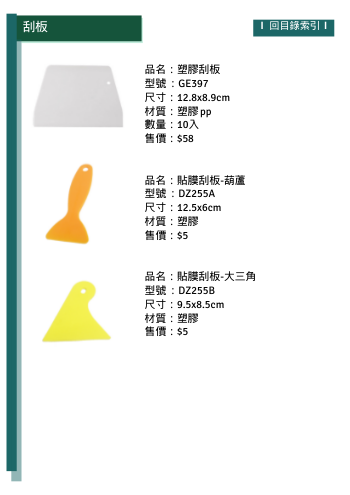 刮板
I 回目錄索引 I
品名：塑膠刮板
型號：GE397
尺寸：12.8x8.9cm
材質：塑膠pp
數量：10入
售價：$58
品名：貼膜刮板-葫蘆
型號：DZ255A
尺寸：12.5x6cm
材質：塑膠
售價：$5
品名：貼膜刮板-大三角
型號：DZ255B
尺寸：9.5x8.5cm
材質：塑膠
售價：$5